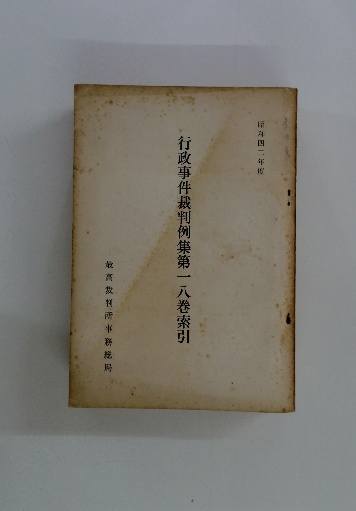 昭和四二年度
行政事件裁判例集第一八巻索引
最高裁判所事務総局